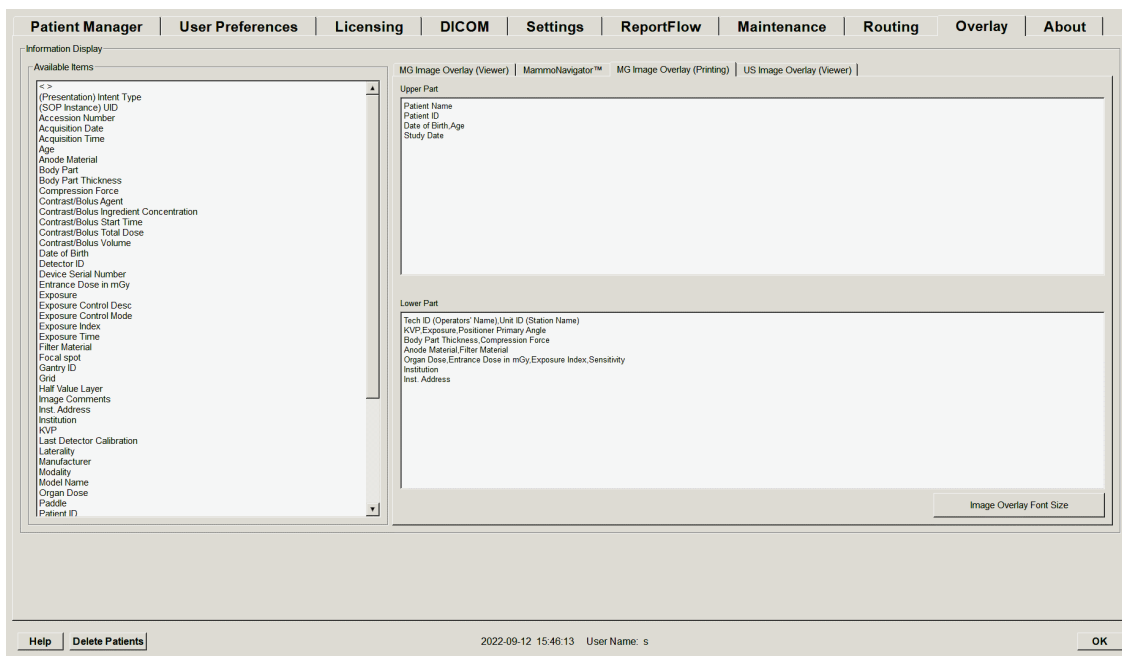 Patient Manager | User Preferences | Licensing | DICOM | Settings | ReportFlow | Maintenance | Routing | Overlay | About |
Information Display
Available Items
< >
(Presentation) Intent Type
(SOP Instance) UID
Accession Number
Acquisition Date
Acquisition Time
Age
Anode Material
Body Part
Body Part Thickness
Compression Force
Contrast/Bolus Agent
Contrast/Bolus Ingredient Concentration
Contrast/Bolus Start Time
Contrast/Bolus Total Dose
Contrast/Bolus Volume
Date of Birth
Detector ID
Device Serial Number
Entrance Dose in mGy
Exposure
Exposure Control Desc
Exposure Control Mode
Exposure Index
Exposure Time
Filter Material
Focal spot
Gantry ID
Grid
Half Value Layer
Image Comments
Inst. Address
Institution
KVP
Last Detector Calibration
Laterality
Manufacturer
Modality
Model Name
Organ Dose
Paddle
Patient ID
MG Image Overlay (Viewer) | MammoNavigator™ MG Image Overlay (Printing) | US Image Overlay (Viewer) |
Upper Part
Patient Name
Patient ID
Date of Birth,Age
Study Date
Lower Part
Tech ID (Operators' Name),Unit ID (Station Name)
KVP,Exposure,Positioner Primary Angle
Body Part Thickness,Compression Force
Anode Material,Filter Material
Organ Dose,Entrance Dose in mGy,Exposure Index,Sensitivity
Institution
Inst. Address
Image Overlay Font Size
Help Delete Patients 2022-09-12 15:46:13 User Name: s OK